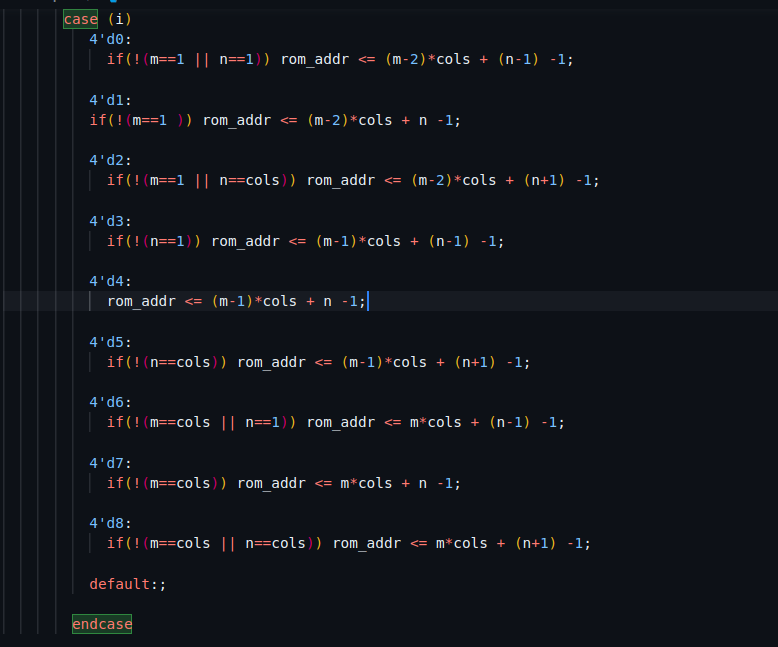 case (i)
4'd0:
if(!(m==1 || n==1)) rom_addr <= (m-2)*cols + (n-1) -1;
4'd1:
if(!(m==1 )) rom_addr <= (m-2)*cols + n -1;
4'd2:
if(!(m==1 || n==cols)) rom_addr <= (m-2)*cols + (n+1) -1;
4'd3:
if(!(n==1)) rom_addr <= (m-1)*cols + (n-1) -1;
4'd4:
rom_addr <= (m-1)*cols + n -1;
4'd5:
if(!(n==cols)) rom_addr <= (m-1)*cols + (n+1) -1;
4'd6:
if(!(m==cols || n==1)) rom_addr <= m*cols + (n-1) -1;
4'd7:
if(!(m==cols)) rom_addr <= m*cols + n -1;
4'd8:
if(!(m==cols || n==cols)) rom_addr <= m*cols + (n+1) -1;
default:;
endcase